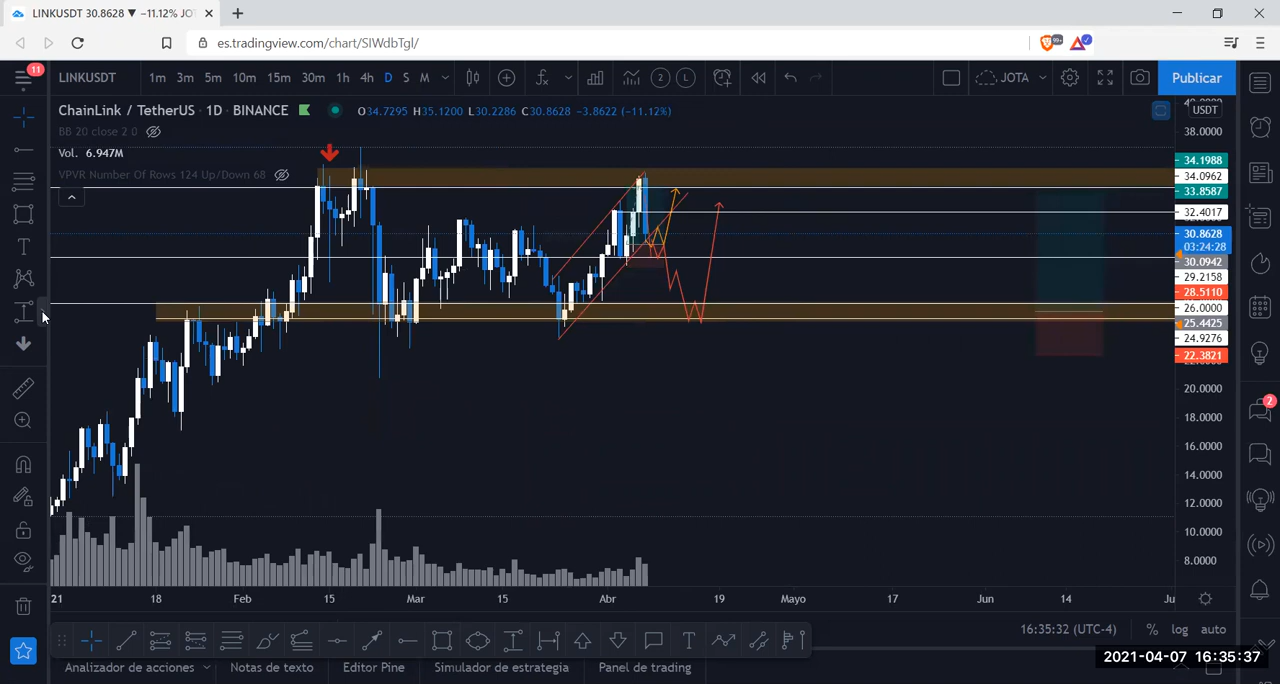 LINKUSDT 30.8628 ▼ −11.12% JO
es.tradingview.com/chart/SIWdbTgl/
99+
11
LINKUSDT 1m 3m 5m 10m 15m 30m 1h 4h D S M 2 L JOTA Publicar
ChainLink / TetherUS · 1D · BINANCE O34.7295 H35.1200 L30.2286 C30.8628 −3.8622 (−11.12%)
BB 20 close 2 0
Vol. 6.947M
VPVR Number Of Rows 124 Up/Down 68
USDT
38.0000
34.1988
34.0962
33.8587
32.4017
30.8628
03:24:28
30.0942
29.2158
28.5110
26.0000
25.4425
24.9276
22.3821
20.0000
18.0000
16.0000
14.0000
12.0000
10.0000
8.0000
2
21 18 Feb 15 Mar 15 Abr 19 Mayo 17 Jun 14 Ju
16:35:32 (UTC-4) % log auto
Analizador de acciones Notas de texto Editor Pine Simulador de estrategia Panel de trading
2021-04-07 16:35:37